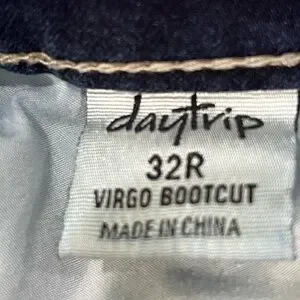 daytrip
32R
VIRGO BOOTCUT
MADE IN CHINA